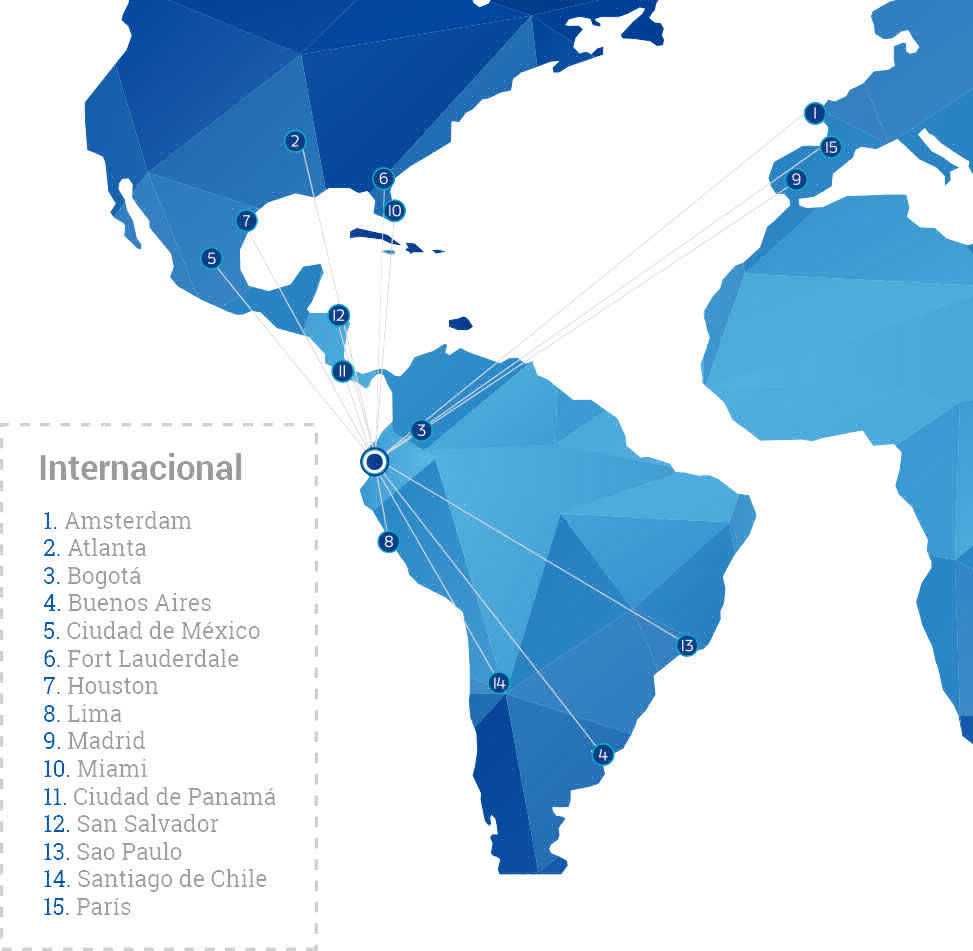 1
2
15
6
9
10
7
5
12
11
3
8
13
14
4
Internacional
1. Amsterdam
2. Atlanta
3. Bogotá
4. Buenos Aires
5. Ciudad de México
6. Fort Lauderdale
7. Houston
8. Lima
9. Madrid
10. Miami
11. Ciudad de Panamá
12. San Salvador
13. Sao Paulo
14. Santiago de Chile
15. París